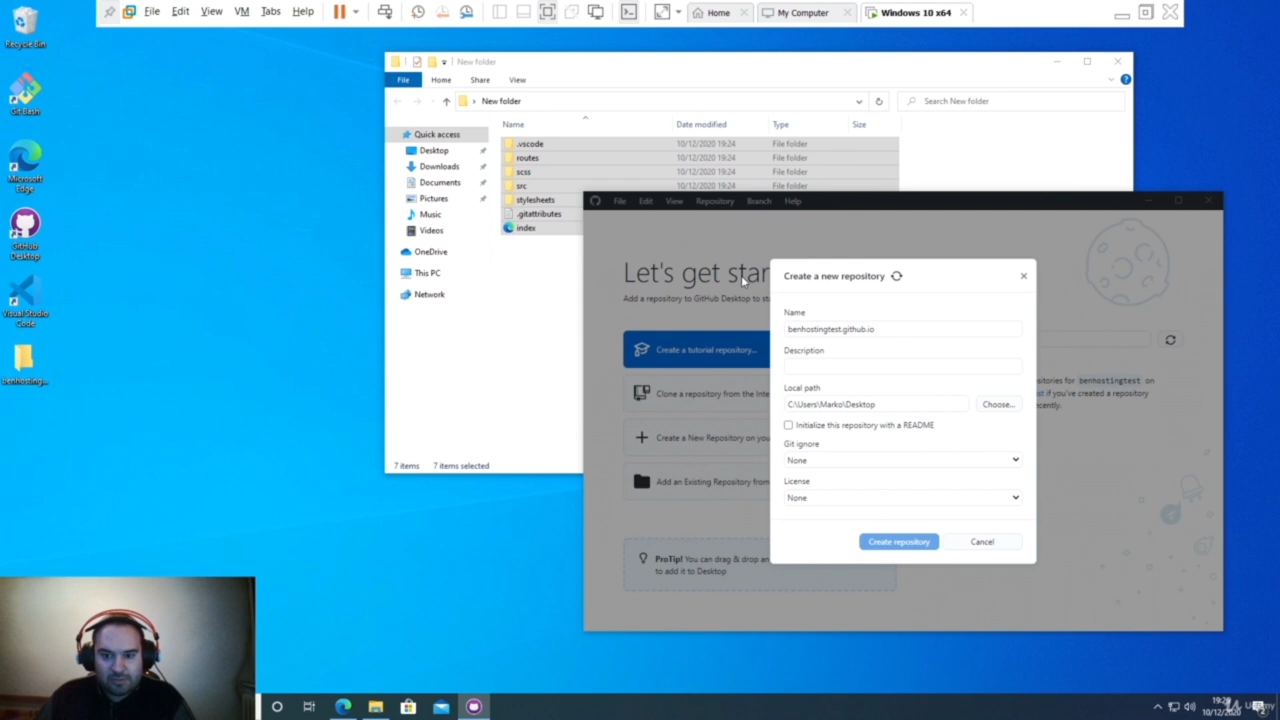 File Edit View VM Tabs Help Home My Computer Windows 10 x64
Recycle Bin
Git Bash
Microsoft
Edge
GitHub
Desktop
Visual Studio
Code
benhosting...
New folder
File Home Share View
New folder Search New folder
Name Date modified Type Size
Quick access
Desktop
Downloads
Documents
Pictures
Music
Videos
OneDrive
This PC
Network
.vscode 10/12/2020 19:24 File folder
routes 10/12/2020 19:24 File folder
scss 10/12/2020 19:24 File folder
src 10/12/2020 19:24 File folder
stylesheets
.gitattributes
index
7 items 7 items selected
File Edit View Repository Branch Help
Let's get star
Add a repository to GitHub Desktop to sta
Create a tutorial repository...
Clone a repository from the Inte
Create a New Repository on you
Add an Existing Repository from
ProTip! You can drag & drop an
to add it to Desktop
sitories for benhostingtest on
st if you've created a repository
ecently.
Create a new repository
Name
benhostingtest.github.io
Description
Local path
C:\Users\Marko\Desktop Choose...
Initialize this repository with a README
Git ignore
None
License
None
Create repository Cancel
10/12/2020
Udemy